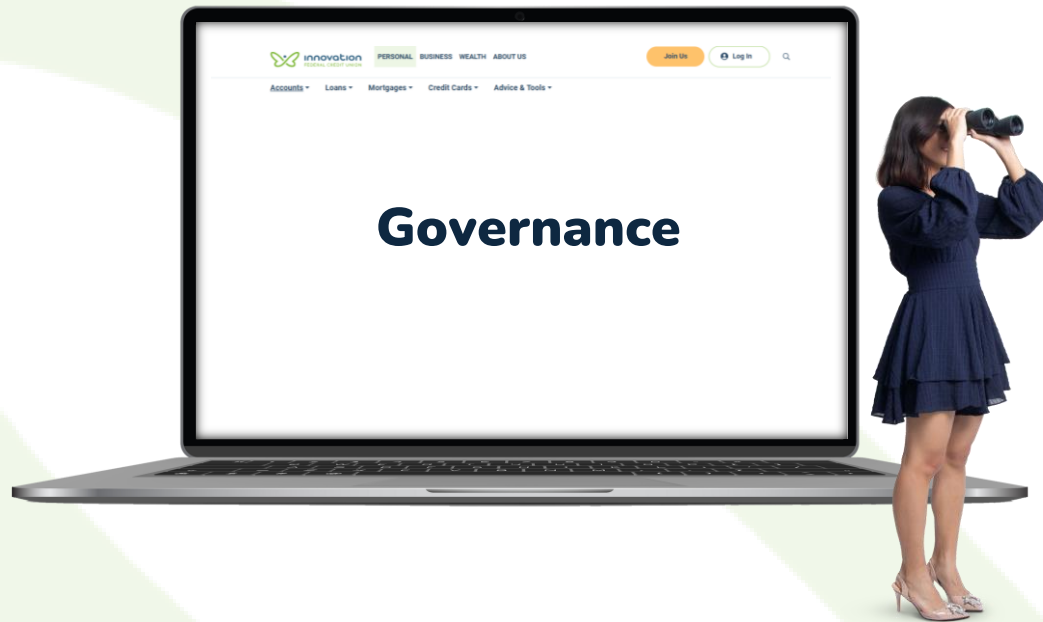 innovation PERSONAL BUSINESS WEALTH ABOUT US Join Us Log In
FEDERAL CREDIT UNION
Accounts Loans Mortgages Credit Cards Advice & Tools
Governance